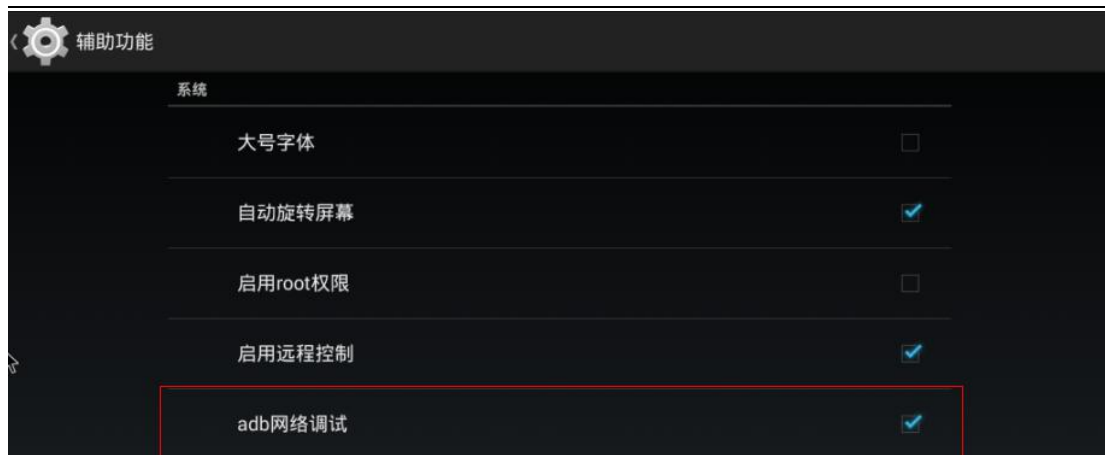 辅助功能
系统
大号字体
自动旋转屏幕
启用root权限
启用远程控制
adb网络调试